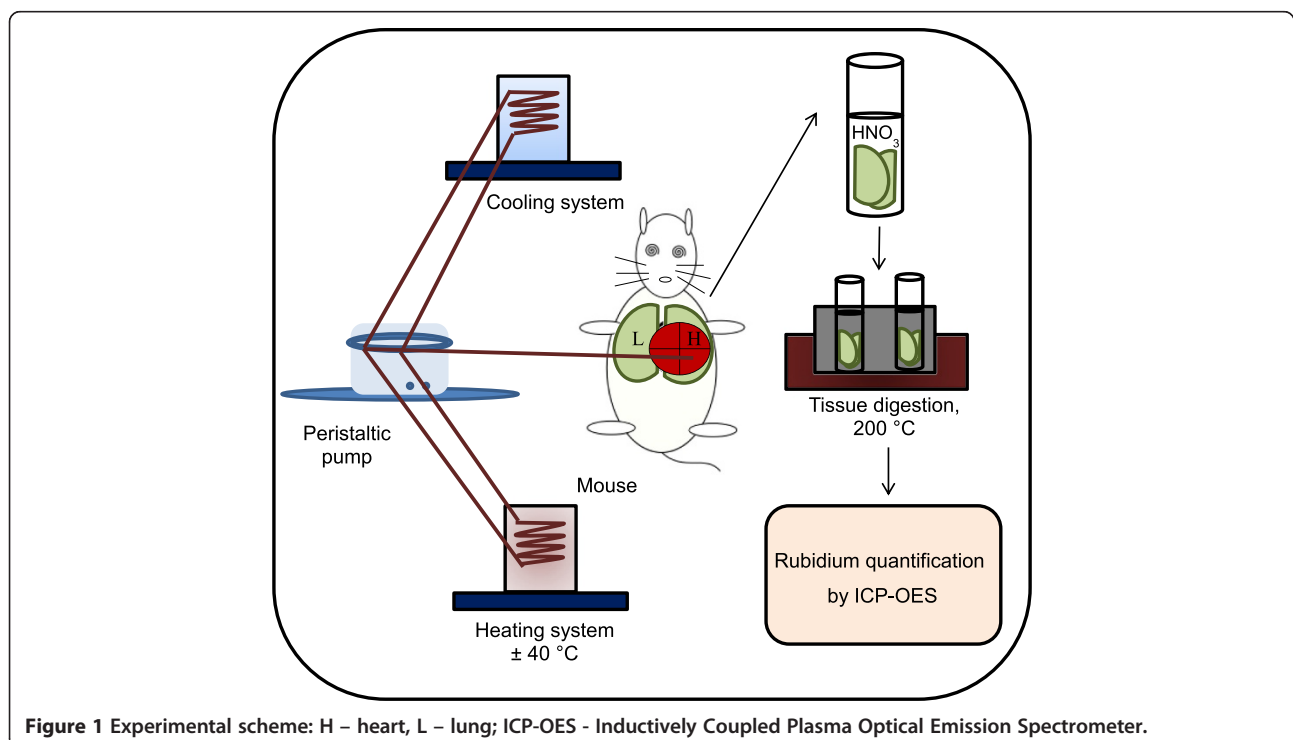 Cooling system
HNO3
L H
Peristaltic
pump
Mouse
Tissue digestion,
200 °C
Heating system
± 40 °C
Rubidium quantification
by ICP-OES
Figure 1 Experimental scheme: H – heart, L – lung; ICP-OES - Inductively Coupled Plasma Optical Emission Spectrometer.